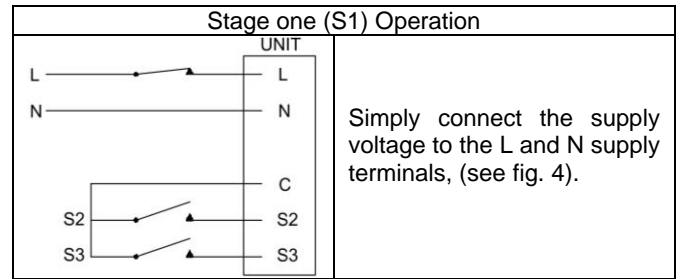 Stage one (S1) Operation
UNIT
L L
N N
C
S2 S2
S3 S3
Simply connect the supply
voltage to the L and N supply
terminals, (see fig. 4).